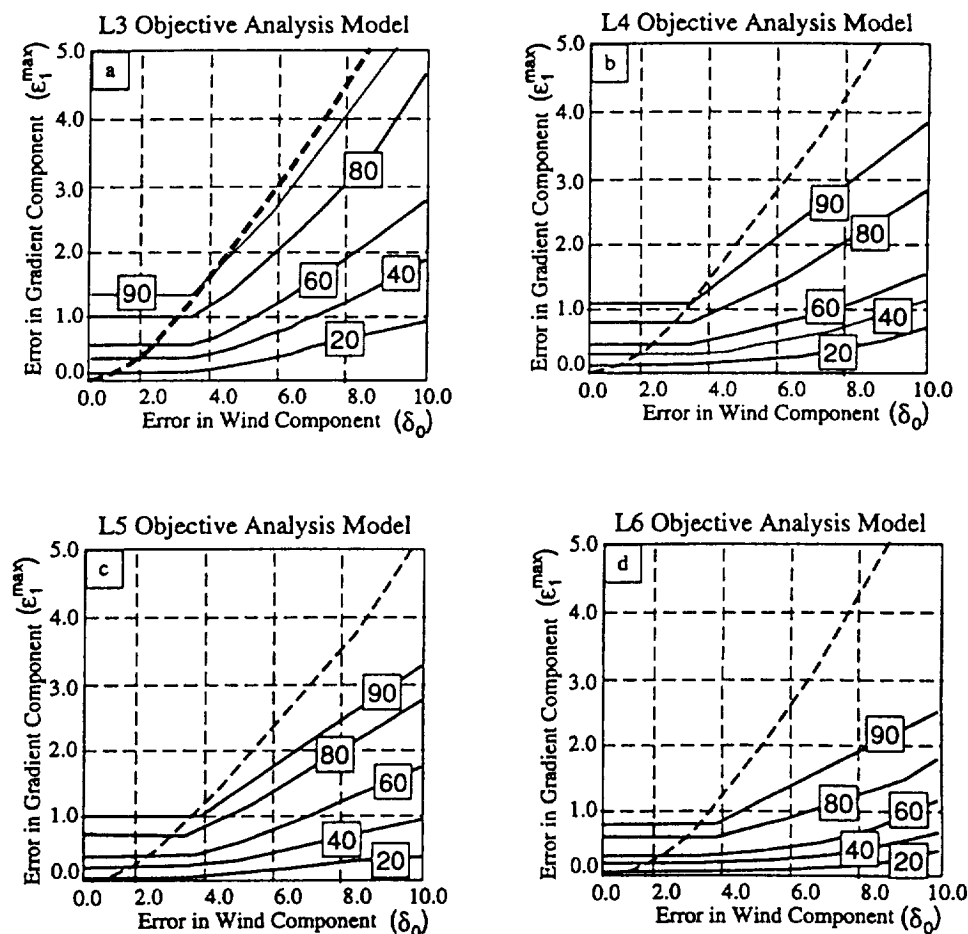 L3 Objective Analysis Model
a
Error in Gradient Component (ε₁ᵐᵃˣ)
5.0
4.0
3.0
2.0
1.0
0.0
90
80
60
40
20
0.0 2.0 4.0 6.0 8.0 10.0
Error in Wind Component (δ₀)
L4 Objective Analysis Model
b
Error in Gradient Component (ε₁ᵐᵃˣ)
5.0
4.0
3.0
2.0
1.0
0.0
90
80
60
40
20
0.0 2.0 4.0 6.0 8.0 10.0
Error in Wind Component (δ₀)
L5 Objective Analysis Model
c
Error in Gradient Component (ε₁ᵐᵃˣ)
5.0
4.0
3.0
2.0
1.0
0.0
90
80
60
40
20
0.0 2.0 4.0 6.0 8.0 10.0
Error in Wind Component (δ₀)
L6 Objective Analysis Model
d
Error in Gradient Component (ε₁ᵐᵃˣ)
5.0
4.0
3.0
2.0
1.0
0.0
90
80
60
40
20
0.0 2.0 4.0 6.0 8.0 10.0
Error in Wind Component (δ₀)